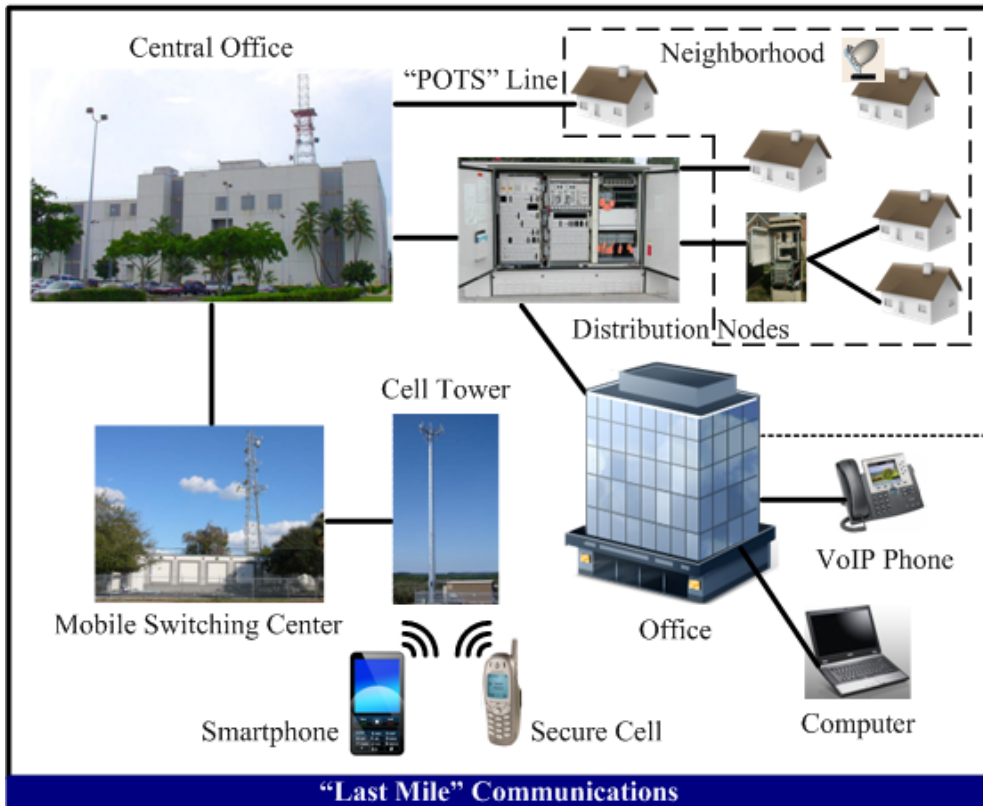 Central Office
Neighborhood
“POTS” Line
Distribution Nodes
Cell Tower
VoIP Phone
Mobile Switching Center
Office
Smartphone
Secure Cell
Computer
“Last Mile” Communications